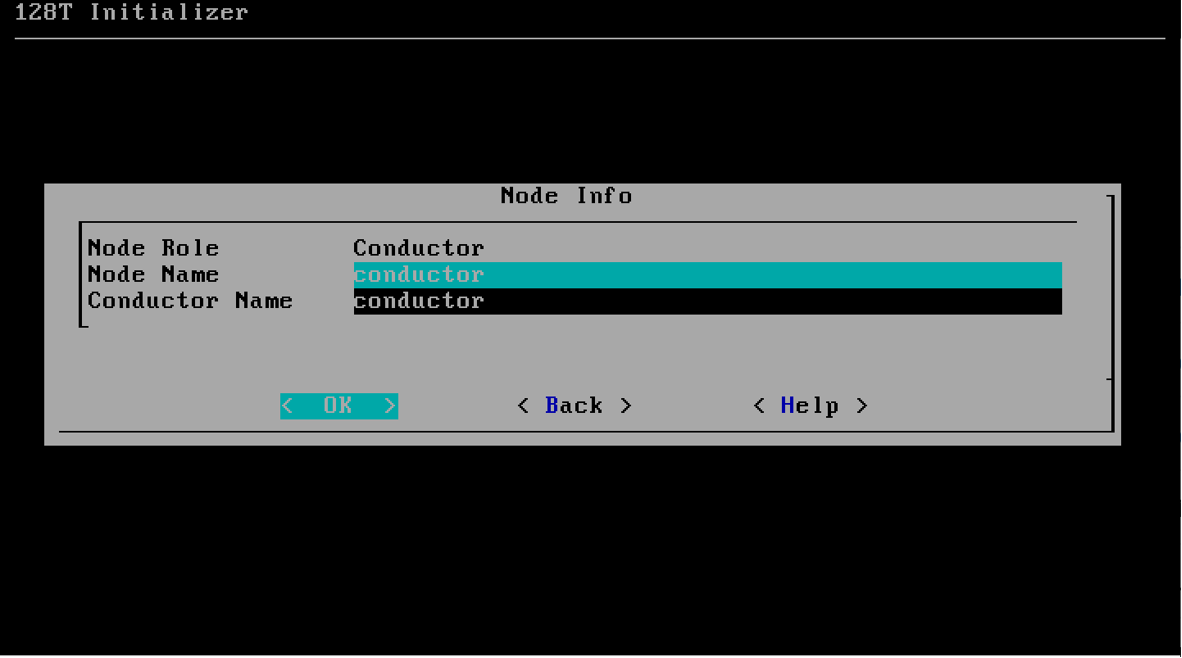 128T Initializer
Node Info
Node Role Conductor
Node Name conductor
Conductor Name conductor
< OK > < Back > < Help >